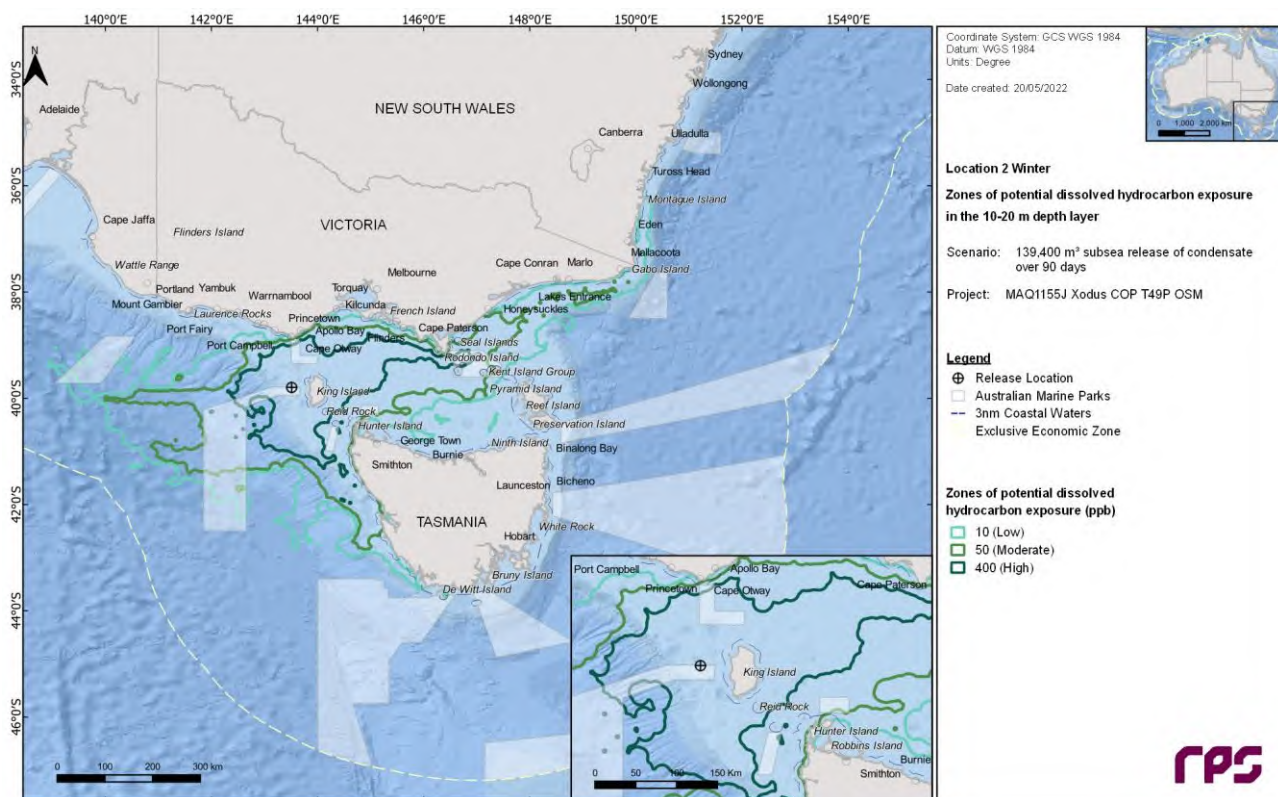 140°0'E 142°0'E 144°0'E 146°0'E 148°0'E 150°0'E 152°0'E 154°0'E
34°0'S
36°0'S
38°0'S
40°0'S
42°0'S
44°0'S
46°0'S
N
Sydney
Wollongong
Adelaide
NEW SOUTH WALES
Canberra
Ulladulla
Tuross Head
Montague Island
Cape Jaffa
Flinders Island
VICTORIA
Eden
Mallacoota
Wattle Range
Melbourne
Cape Conran
Marlo
Gabo Island
Portland
Yambuk
Torquay
Mount Gambier
Warrnambool
Kilcunda
Lakes Entrance
Laurence Rocks
Princetown
French Island
Honeysuckles
Port Fairy
Apollo Bay
Flinders
Cape Paterson
Port Campbell
Cape Otway
Seal Islands
Redondo Island
Kent Island Group
King Island
Pyramid Island
Reid Rock
Reef Island
Hunter Island
Preservation Island
George Town
Ninth Island
Burnie
Binalong Bay
Smithton
Launceston
Bicheno
TASMANIA
White Rock
Hobart
Bruny Island
De Witt Island
0 100 200 300 km
Port Campbell
Apollo Bay
Princetown
Cape Otway
Cape Paterson
King Island
Reid Rock
Hunter Island
Robbins Island
Burnie
Smithton
0 50 100 150 Km
Coordinate System: GCS WGS 1984
Datum: WGS 1984
Units: Degree
Date created: 20/05/2022
0 1,000 2,000 km
Location 2 Winter
Zones of potential dissolved hydrocarbon exposure
in the 10-20 m depth layer
Scenario: 139,400 m³ subsea release of condensate
over 90 days
Project: MAQ1155J Xodus COP T49P OSM
Legend
Release Location
Australian Marine Parks
3nm Coastal Waters
Exclusive Economic Zone
Zones of potential dissolved
hydrocarbon exposure (ppb)
10 (Low)
50 (Moderate)
400 (High)
rps